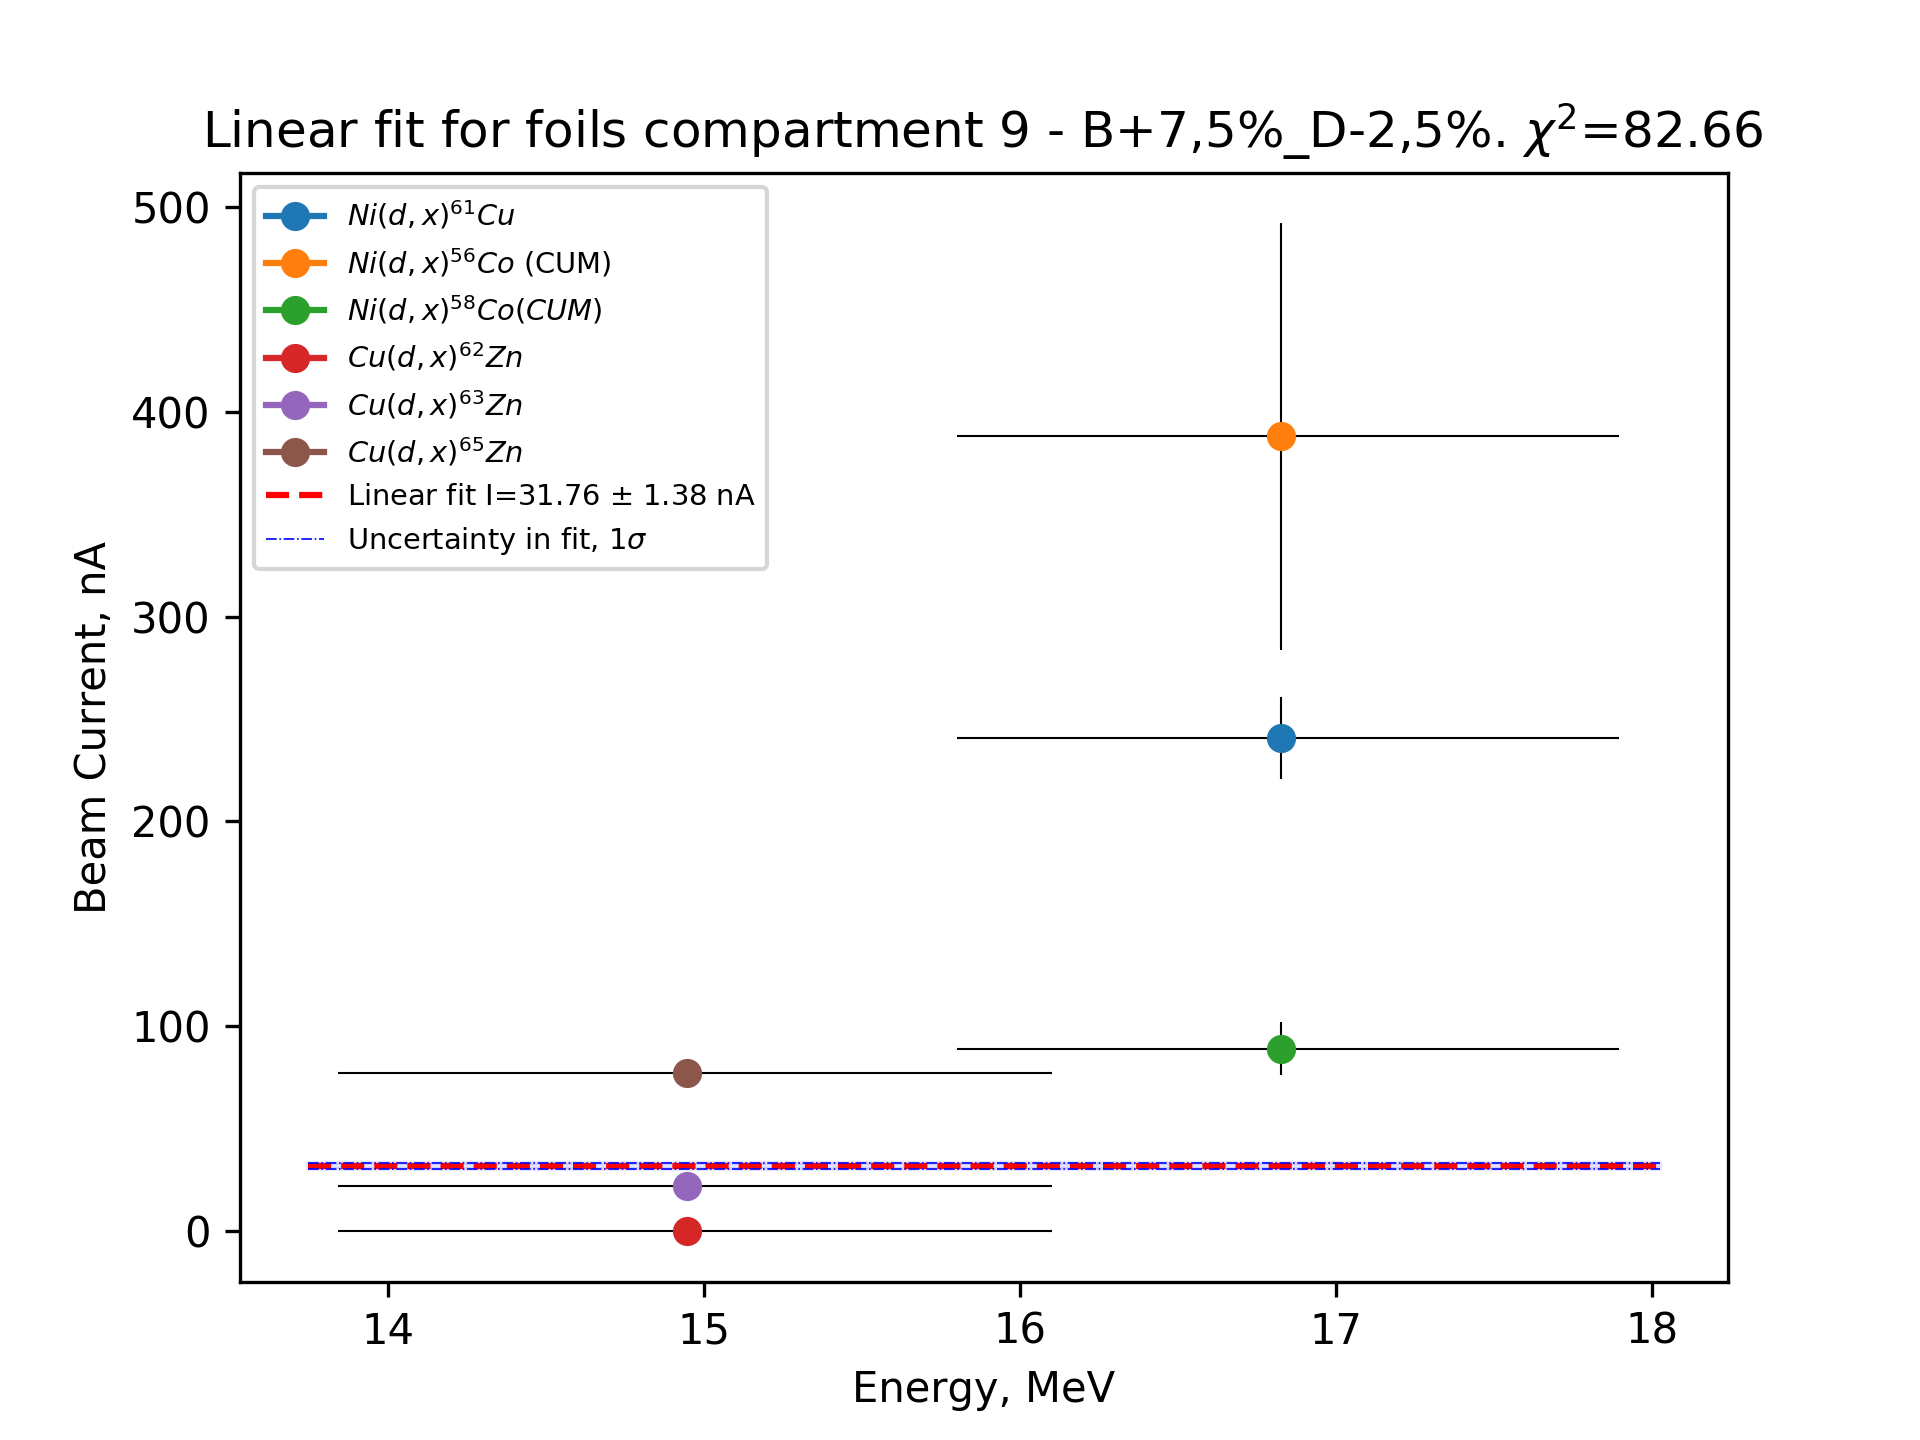 Linear fit for foils compartment 9 - B+7,5%_D-2,5%. χ²=82.66
500
400
300
200
100
0
Beam Current, nA
Ni(d, x)⁶¹Cu
Ni(d, x)⁵⁶Co (CUM)
Ni(d, x)⁵⁸Co(CUM)
Cu(d, x)⁶²Zn
Cu(d, x)⁶³Zn
Cu(d, x)⁶⁵Zn
Linear fit I=31.76 ± 1.38 nA
Uncertainty in fit, 1σ
14 15 16 17 18
Energy, MeV